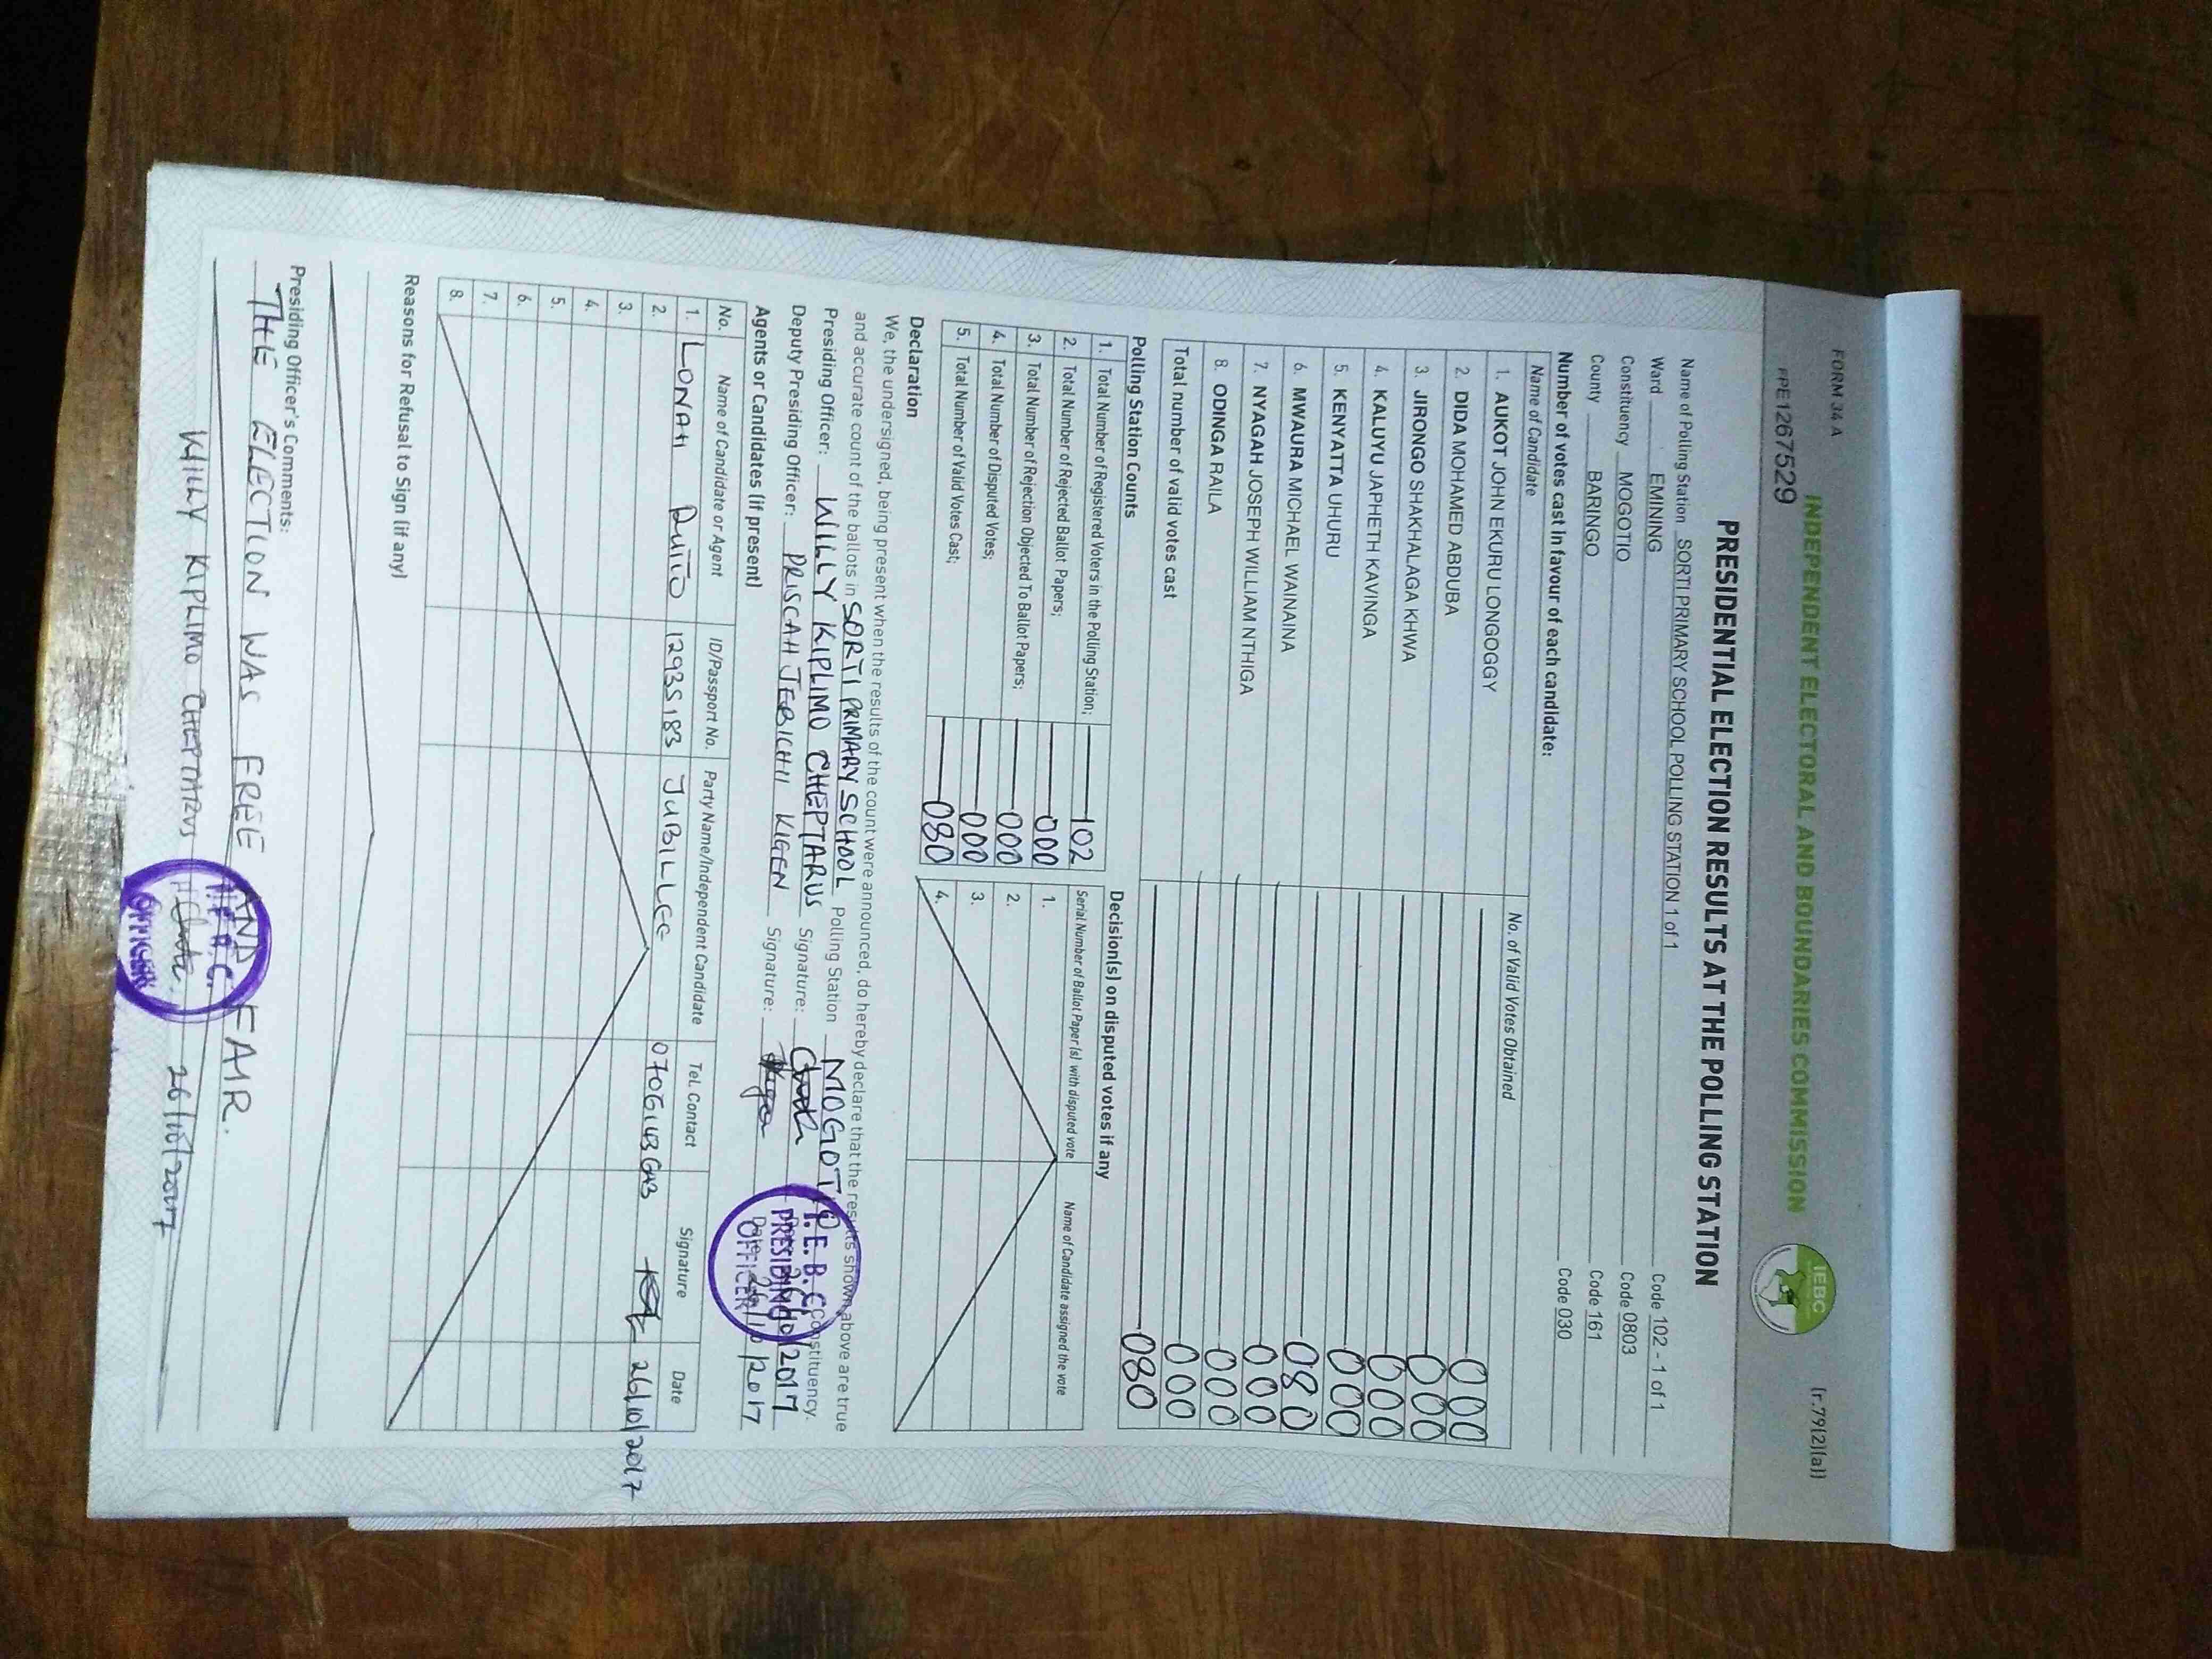 FORM 34 A
(r.79(2)(a))
INDEPENDENT ELECTORAL AND BOUNDARIES COMMISSION
IEBC
FPE1267529
PRESIDENTIAL ELECTION RESULTS AT THE POLLING STATION
Name of Polling Station SORTI PRIMARY SCHOOL POLLING STATION 1 of 1 Code 102 - 1 of 1
Ward EMINING Code 0803
Constituency MOGOTIO Code 161
County BARINGO Code 030
Number of votes cast in favour of each candidate:
Name of Candidate No. of Valid Votes Obtained
1. AUKOT JOHN EKURU LONGOGGY 000
2. DIDA MOHAMED ABDUBA 000
3. JIRONGO SHAKHALAGA KHWA 000
4. KALUYU JAPHETH KAVINGA 000
5. KENYATTA UHURU 080
6. MWAURA MICHAEL WAINAINA 000
7. NYAGAH JOSEPH WILLIAM NTHIGA 000
8. ODINGA RAILA 000
Total number of valid votes cast 080
Polling Station Counts
1. Total Number of Registered Voters in the Polling Station; 102
2. Total Number of Rejected Ballot Papers; 000
3. Total Number of Rejection Objected To Ballot Papers; 000
4. Total Number of Disputed Votes; 000
5. Total Number of Valid Votes Cast; 080
Decision(s) on disputed votes if any
Serial Number of Ballot Paper(s) with disputed vote Name of Candidate assigned the vote
1.
2.
3.
4.
Declaration
We, the undersigned, being present when the results of the count were announced, do hereby declare that the results shown above are true
and accurate count of the ballots in SORTI PRIMARY SCHOOL Polling Station MOGOTIO Constituency.
Presiding Officer: WILLY KIPLIMO CHEPTARUS Signature: 26/10/2017
Deputy Presiding Officer: PRISCAH JEBICHII KIGEN Signature: Date: 26/10/2017
I. E. B. C
PRESIDING
OFFICER
Agents or Candidates (if present)
No. Name of Candidate or Agent ID/Passport No. Party Name/Independent Candidate Tel. Contact Signature Date
1. LONAH RUTO 12935183 JUBILLEE 0706143643 26/10/2017
2.
3.
4.
5.
6.
7.
8.
Reasons for Refusal to Sign (if any)
Presiding Officer's Comments:
THE ELECTION WAS FREE AND FAIR.
WILLY KIPLIMO CHEPTARUS 26/10/2017
OFFICER